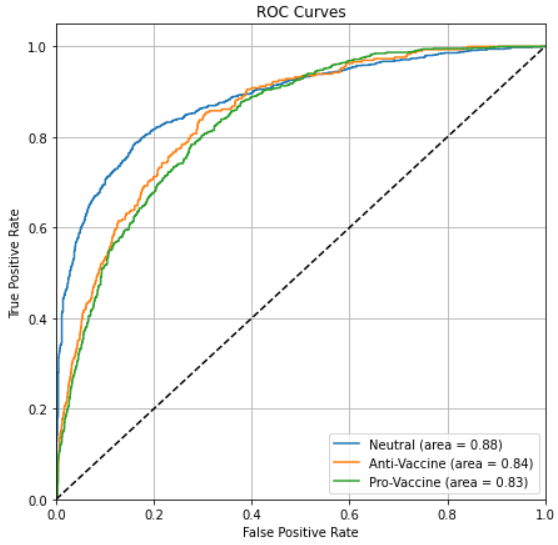 ROC Curves
1.0
0.8
0.6
0.4
0.2
0.0
True Positive Rate
Neutral (area = 0.88)
Anti-Vaccine (area = 0.84)
Pro-Vaccine (area = 0.83)
0.0 0.2 0.4 0.6 0.8 1.0
False Positive Rate